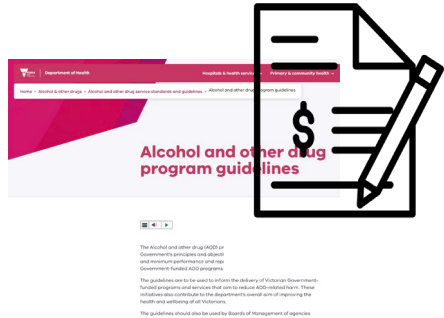 Department of Health
Hospitals & health services
Primary & community health
Home
Alcohol & other drugs
Alcohol and other drug service standards and guidelines
Alcohol and other drug program guidelines
$
Alcohol and other drug
program guidelines
The Alcohol and other drug (AOD) pr
Government's principles and objecti
and minimum performance and repo
Government-funded AOD programs
The guidelines are to be used to inform the delivery of Victorian Government-
funded programs and services that aim to reduce AOD-related harm. These
initiatives also contribute to the department's overall aim of improving the
health and wellbeing of all Victorians.
The guidelines should also be used by Boards of Management of agencies